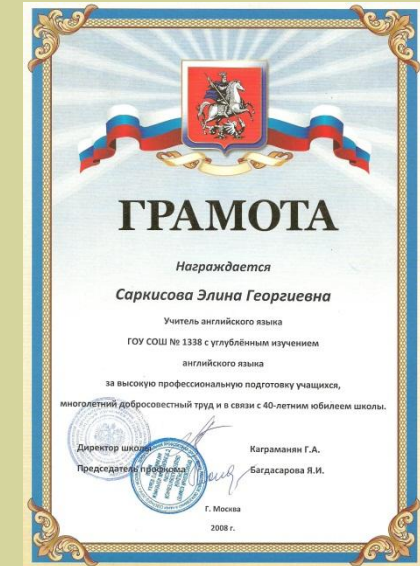 ГРАМОТА
Награждается
Саркисова Элина Георгиевна
Учитель английского языка
ГОУ СОШ № 1338 с углублённым изучением
английского языка
за высокую профессиональную подготовку учащихся,
многолетний добросовестный труд и в связи с 40-летним юбилеем школы.
Директор школы Каграманян Г.А.
Председатель профкома Багдасарова Я.И.
Г. Москва
2008 г.